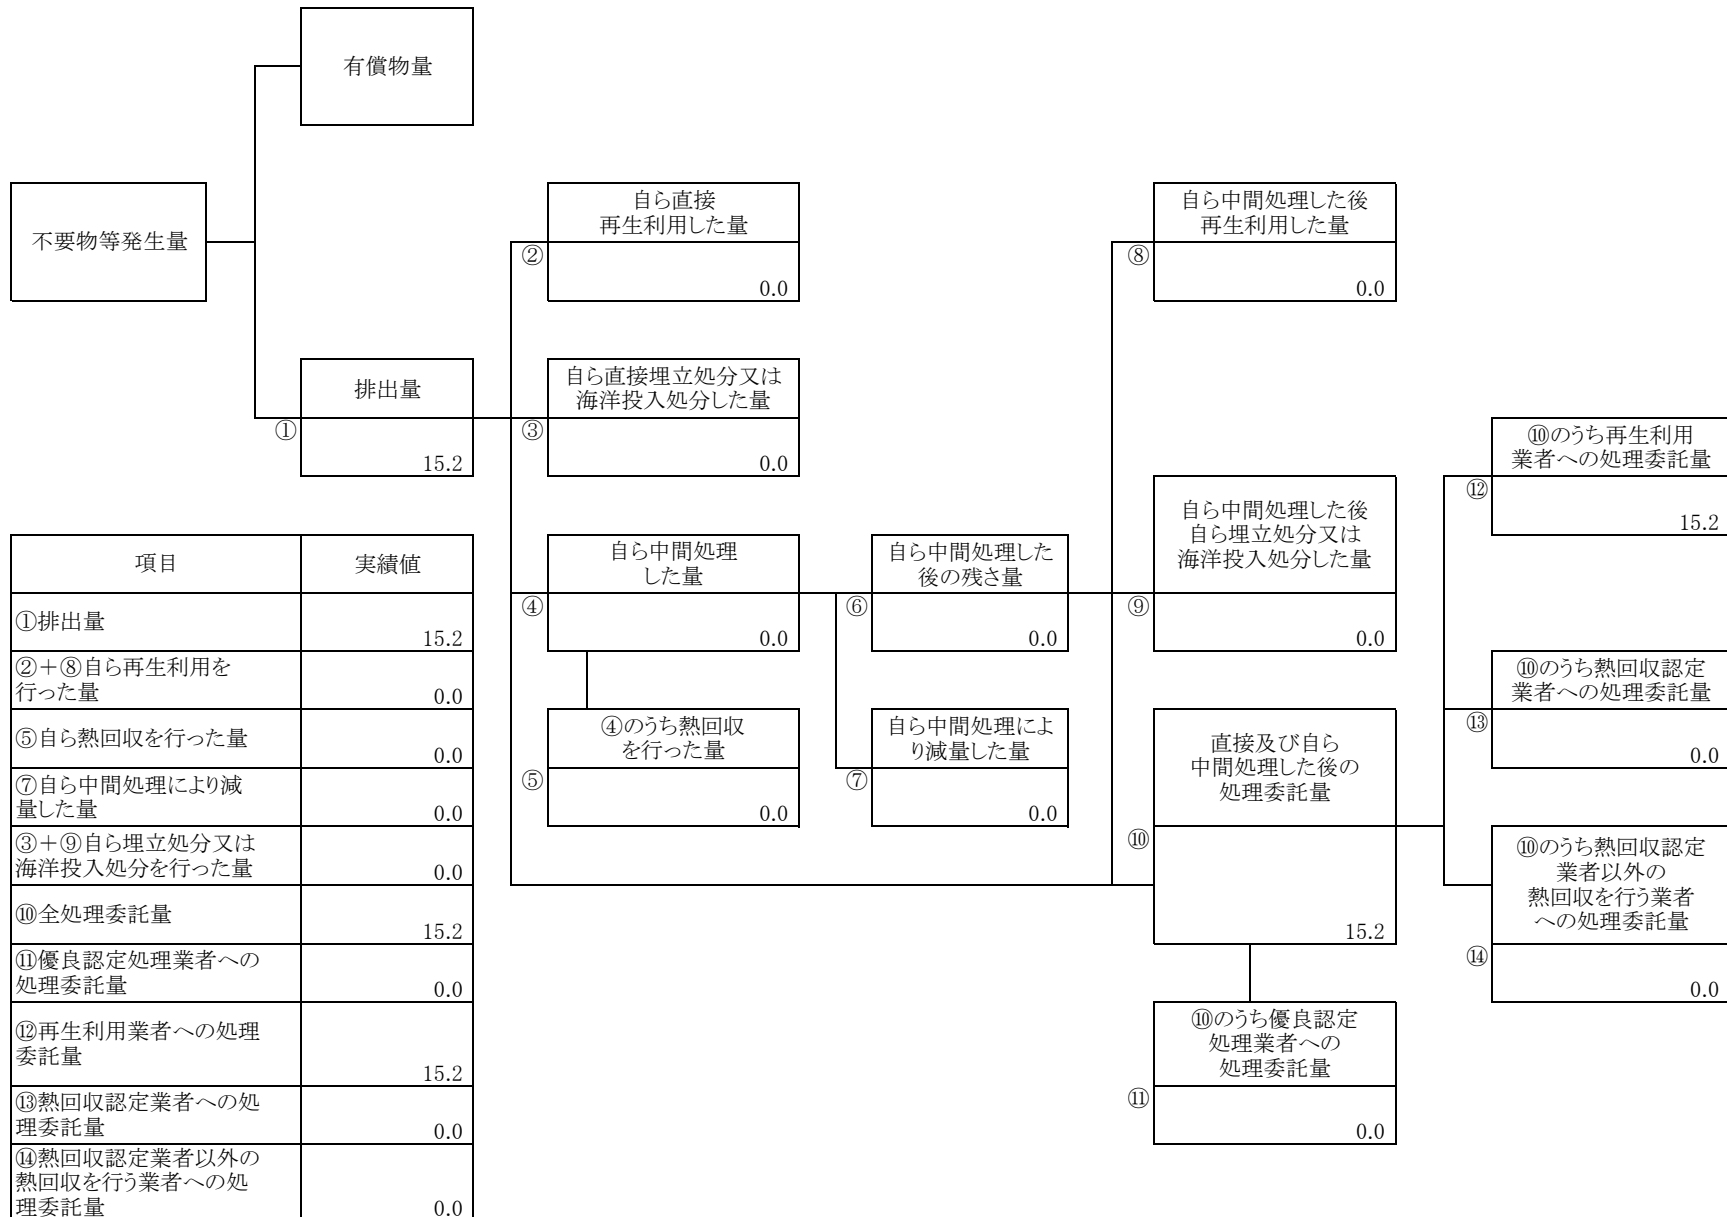 有償物量
不要物等発生量
自ら直接
再生利用した量
②
0.0
自ら中間処理した後
再生利用した量
⑧
0.0
排出量
①
15.2
自ら直接埋立処分又は
海洋投入処分した量
③
0.0
⑩のうち再生利用
業者への処理委託量
⑫
15.2
自ら中間処理
した量
④
0.0
自ら中間処理した
後の残さ量
⑥
0.0
自ら中間処理した後
自ら埋立処分又は
海洋投入処分した量
⑨
0.0
⑩のうち熱回収認定
業者への処理委託量
⑬
0.0
④のうち熱回収
を行った量
⑤
0.0
自ら中間処理によ
り減量した量
⑦
0.0
直接及び自ら
中間処理した後の
処理委託量
⑩
15.2
⑩のうち熱回収認定
業者以外の
熱回収を行う業者
への処理委託量
⑭
0.0
⑩のうち優良認定
処理業者への
処理委託量
⑪
0.0
項目 実績値
①排出量
15.2
②＋⑧自ら再生利用を
行った量
0.0
⑤自ら熱回収を行った量
0.0
⑦自ら中間処理により減
量した量
0.0
③＋⑨自ら埋立処分又は
海洋投入処分を行った量
0.0
⑩全処理委託量
15.2
⑪優良認定処理業者への
処理委託量
0.0
⑫再生利用業者への処理
委託量
15.2
⑬熱回収認定業者への処
理委託量
0.0
⑭熱回収認定業者以外の
熱回収を行う業者への処
理委託量
0.0